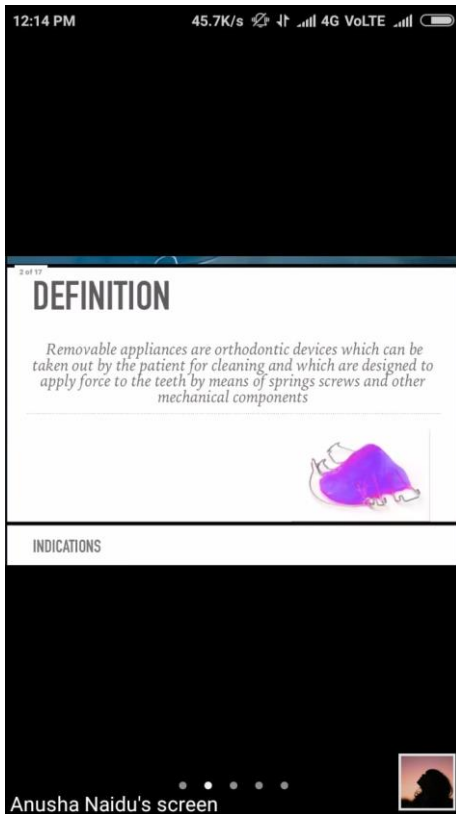 12:14 PM 45.7K/s 4G VoLTE
2 of 17
DEFINITION
Removable appliances are orthodontic devices which can be
taken out by the patient for cleaning and which are designed to
apply force to the teeth by means of springs screws and other
mechanical components
INDICATIONS
Anusha Naidu's screen